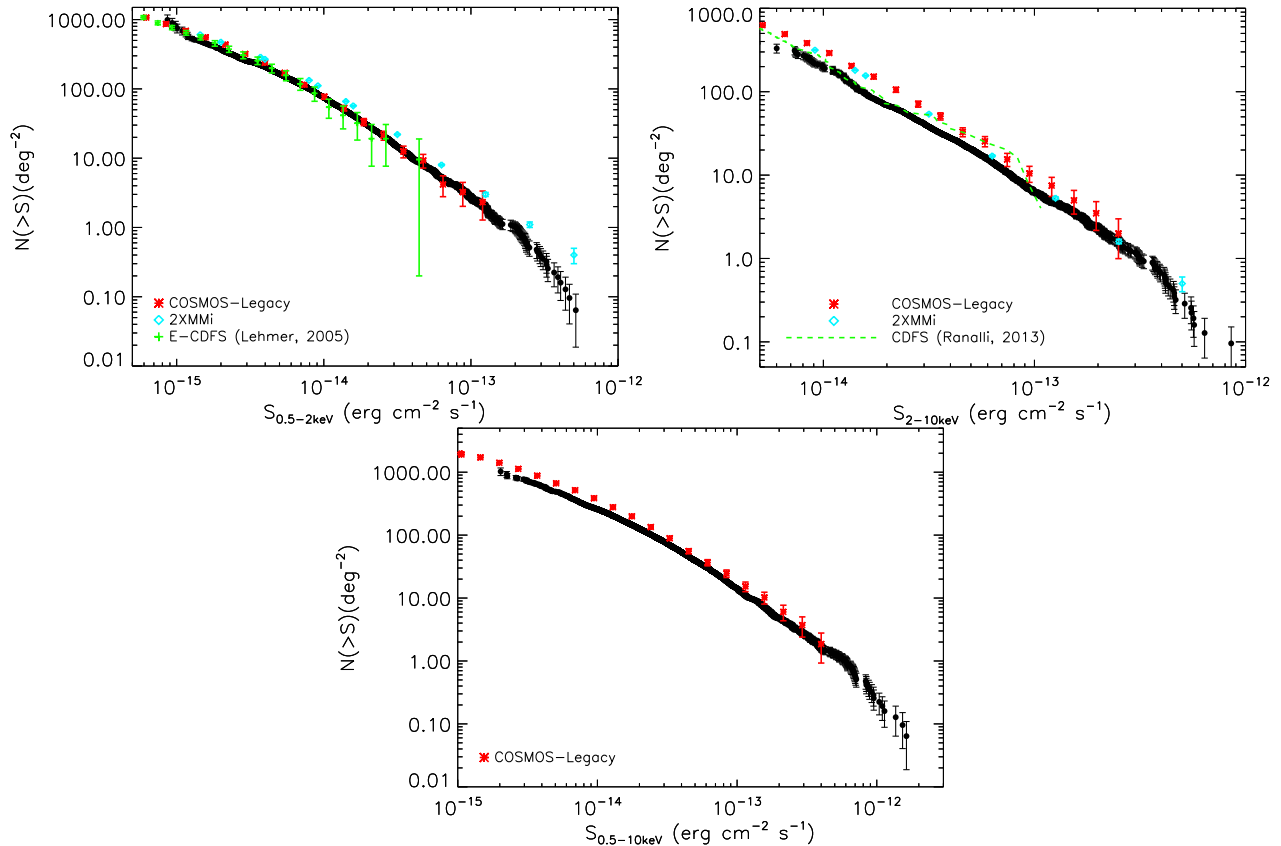 N(>S)(deg⁻²)
1000.00
100.00
10.00
1.00
0.10
0.01
COSMOS-Legacy
2XMMi
E-CDFS (Lehmer, 2005)
10⁻¹⁵ 10⁻¹⁴ 10⁻¹³ 10⁻¹²
S₀.₅₋₂ₖₑᵥ (erg cm⁻² s⁻¹)
N(>S)(deg⁻²)
1000.0
100.0
10.0
1.0
0.1
COSMOS-Legacy
2XMMi
CDFS (Ranalli, 2013)
10⁻¹⁴ 10⁻¹³ 10⁻¹²
S₂₋₁₀ₖₑᵥ (erg cm⁻² s⁻¹)
N(>S)(deg⁻²)
1000.00
100.00
10.00
1.00
0.10
0.01
COSMOS-Legacy
10⁻¹⁵ 10⁻¹⁴ 10⁻¹³ 10⁻¹²
S₀.₅₋₁₀ₖₑᵥ (erg cm⁻² s⁻¹)